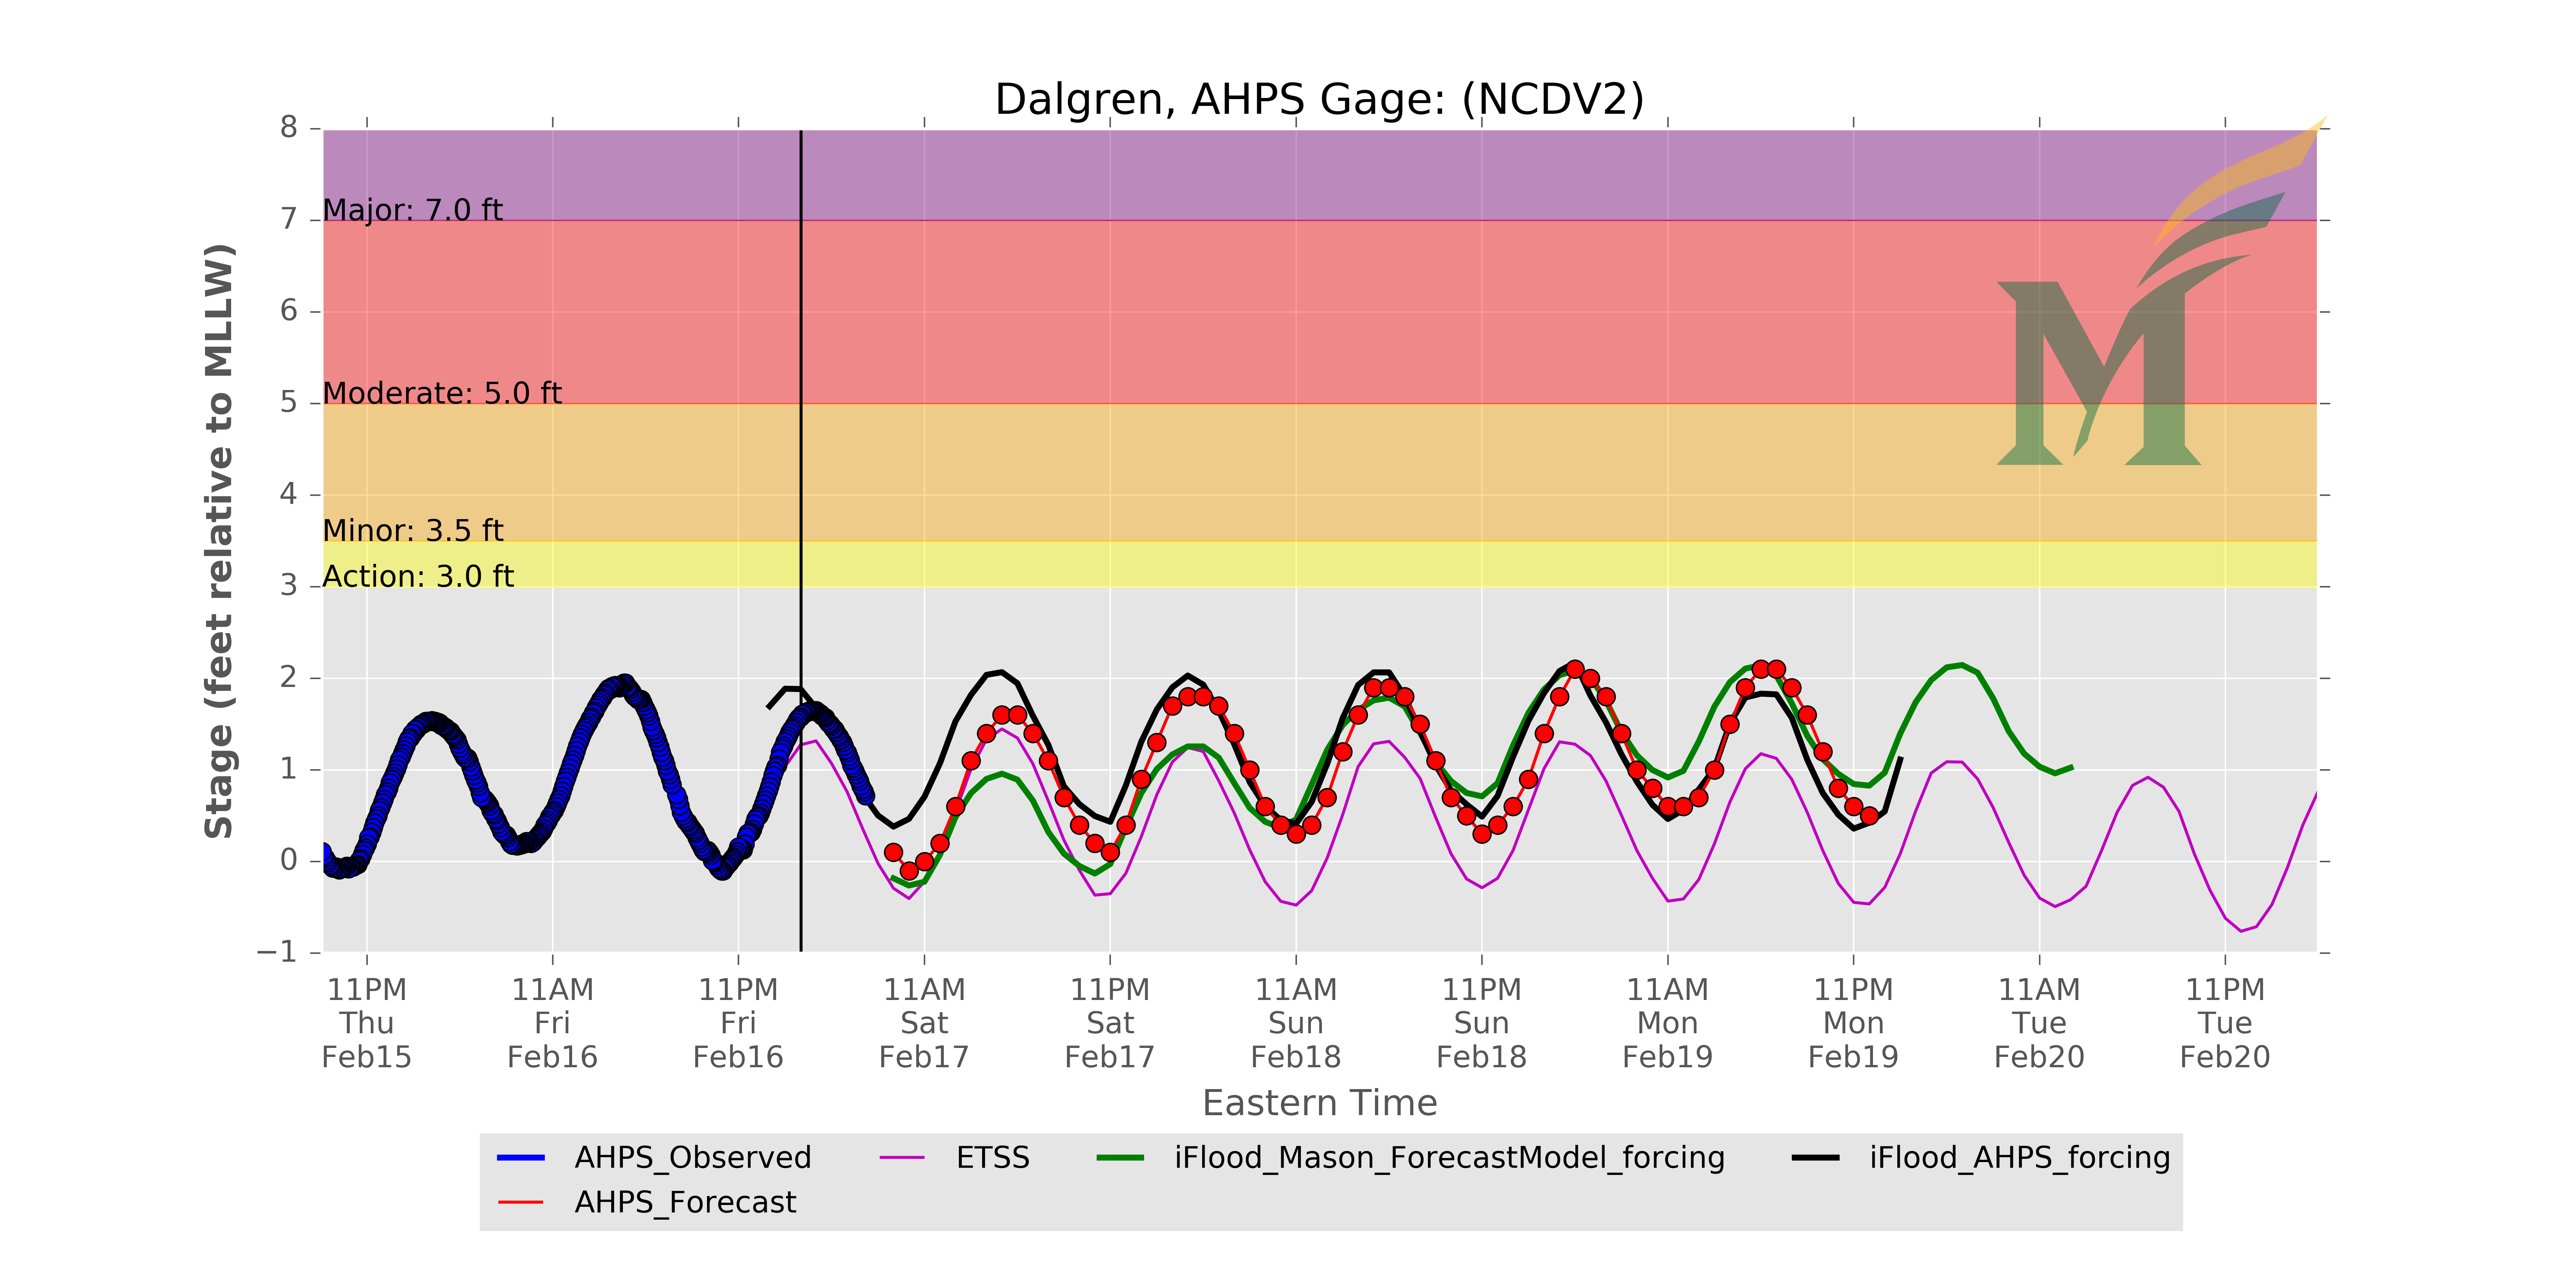 Dalgren, AHPS Gage: (NCDV2)
Stage (feet relative to MLLW)
8
7
6
5
4
3
2
1
0
−1
Major: 7.0 ft
Moderate: 5.0 ft
Minor: 3.5 ft
Action: 3.0 ft
M
11PM 11AM 11PM 11AM 11PM 11AM 11PM 11AM 11PM 11AM 11PM
Thu Fri Fri Sat Sat Sun Sun Mon Mon Tue Tue
Feb15 Feb16 Feb16 Feb17 Feb17 Feb18 Feb18 Feb19 Feb19 Feb20 Feb20
Eastern Time
AHPS_Observed ETSS iFlood_Mason_ForecastModel_forcing iFlood_AHPS_forcing
AHPS_Forecast